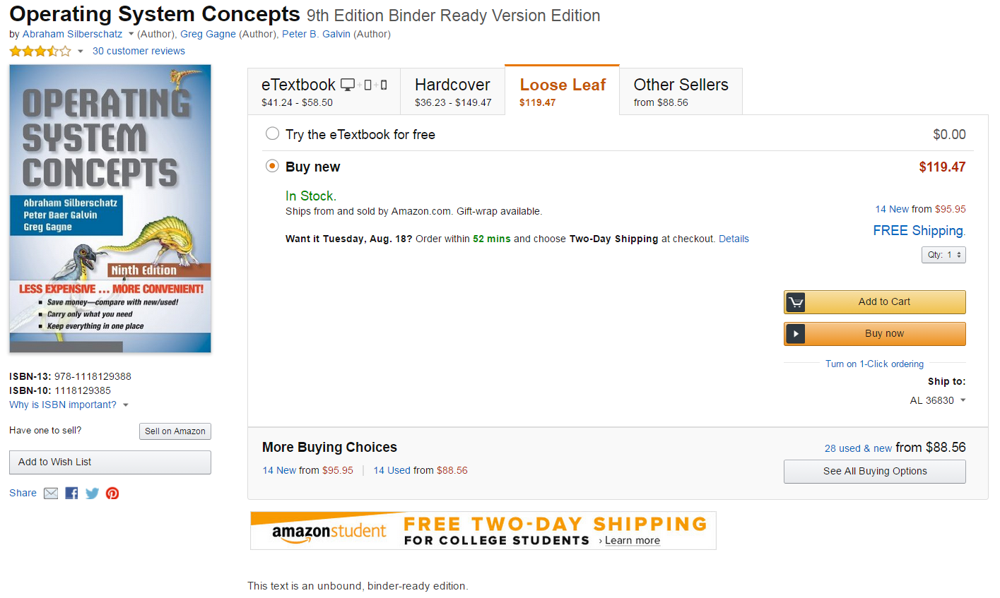 Operating System Concepts 9th Edition Binder Ready Version Edition
by Abraham Silberschatz (Author), Greg Gagne (Author), Peter B. Galvin (Author)
30 customer reviews
OPERATING
SYSTEM
CONCEPTS
Abraham Silberschatz
Peter Baer Galvin
Greg Gagne
Ninth Edition
LESS EXPENSIVE ... MORE CONVENIENT!
▪ Save money—compare with new/used!
▪ Carry only what you need
▪ Keep everything in one place
ISBN-13: 978-1118129388
ISBN-10: 1118129385
Why is ISBN important?
Have one to sell? Sell on Amazon
Add to Wish List
Share
eTextbook + +
$41.24 - $58.50
Hardcover
$36.23 - $149.47
Loose Leaf
$119.47
Other Sellers
from $88.56
Try the eTextbook for free $0.00
Buy new $119.47
In Stock.
Ships from and sold by Amazon.com. Gift-wrap available.
Want it Tuesday, Aug. 18? Order within 52 mins and choose Two-Day Shipping at checkout. Details
14 New from $95.95
FREE Shipping.
Qty: 1
Add to Cart
Buy now
Turn on 1-Click ordering
Ship to:
AL 36830
More Buying Choices
14 New from $95.95 | 14 Used from $88.56
28 used & new from $88.56
See All Buying Options
amazonstudent
FREE TWO-DAY SHIPPING
FOR COLLEGE STUDENTS › Learn more
This text is an unbound, binder-ready edition.